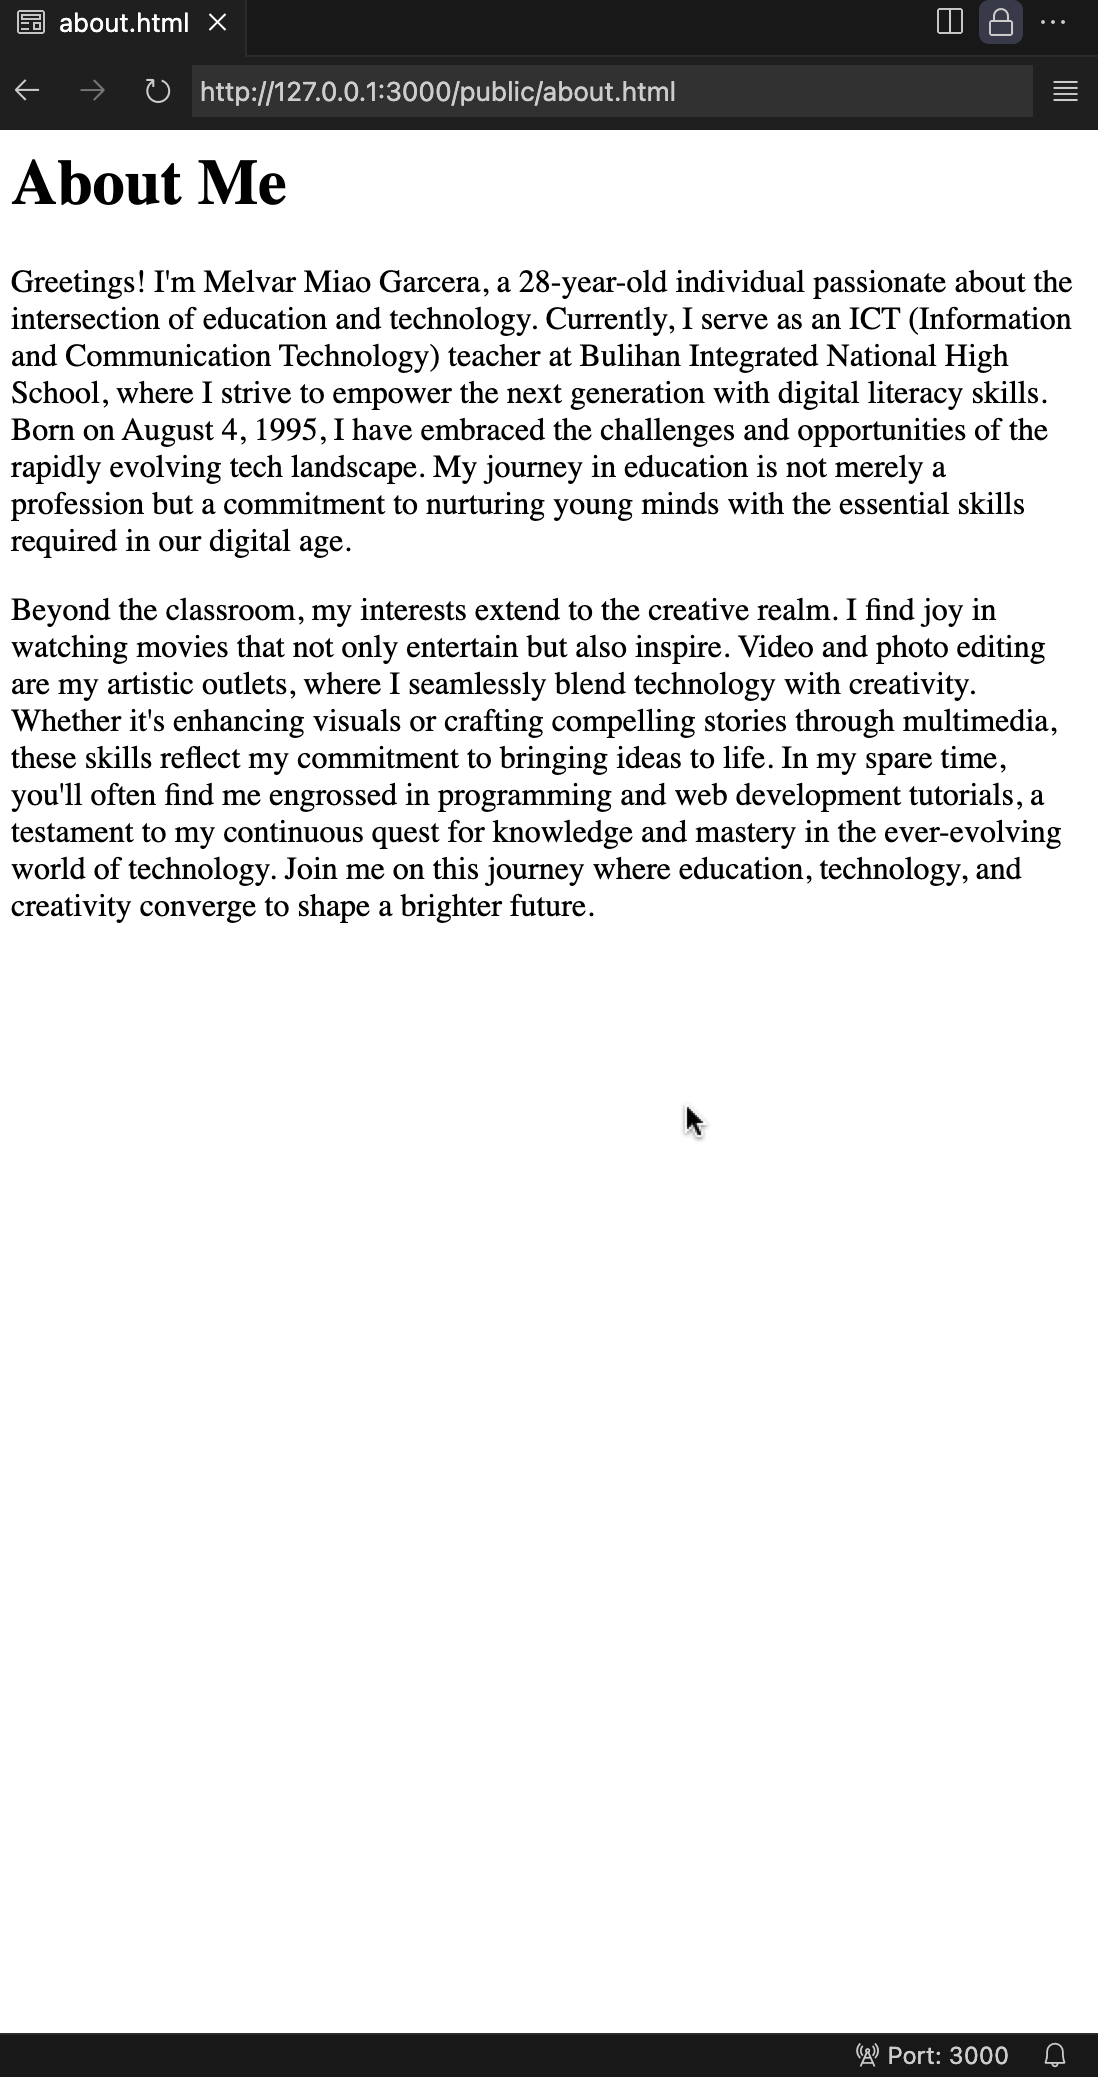 about.html
http://127.0.0.1:3000/public/about.html
About Me
Greetings! I'm Melvar Miao Garcera, a 28-year-old individual passionate about the
intersection of education and technology. Currently, I serve as an ICT (Information
and Communication Technology) teacher at Bulihan Integrated National High
School, where I strive to empower the next generation with digital literacy skills.
Born on August 4, 1995, I have embraced the challenges and opportunities of the
rapidly evolving tech landscape. My journey in education is not merely a
profession but a commitment to nurturing young minds with the essential skills
required in our digital age.
Beyond the classroom, my interests extend to the creative realm. I find joy in
watching movies that not only entertain but also inspire. Video and photo editing
are my artistic outlets, where I seamlessly blend technology with creativity.
Whether it's enhancing visuals or crafting compelling stories through multimedia,
these skills reflect my commitment to bringing ideas to life. In my spare time,
you'll often find me engrossed in programming and web development tutorials, a
testament to my continuous quest for knowledge and mastery in the ever-evolving
world of technology. Join me on this journey where education, technology, and
creativity converge to shape a brighter future.
Port: 3000